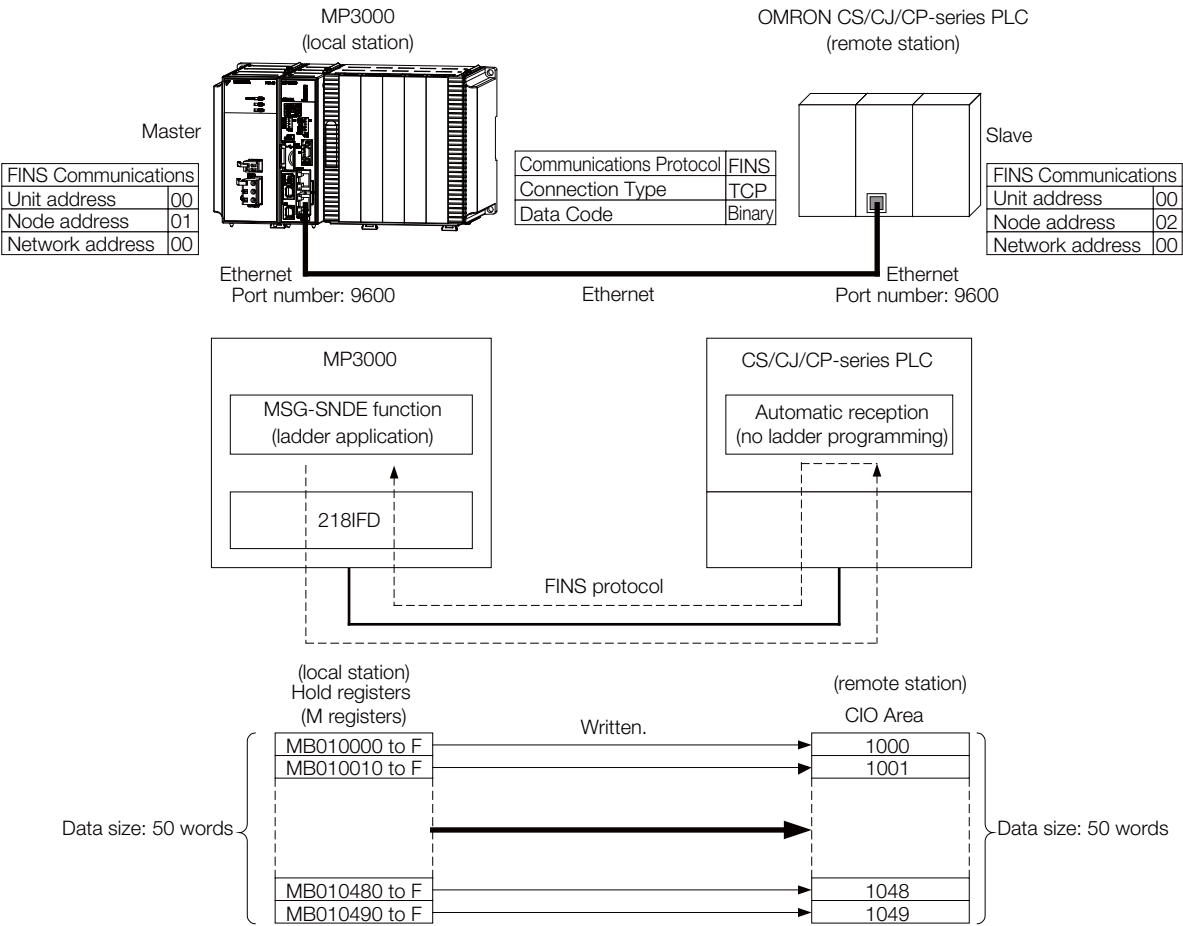 MP3000
(local station)
OMRON CS/CJ/CP-series PLC
(remote station)
Master
Slave
FINS Communications
Unit address 00
Node address 01
Network address 00
Communications Protocol FINS
Connection Type TCP
Data Code Binary
FINS Communications
Unit address 00
Node address 02
Network address 00
Ethernet
Port number: 9600
Ethernet
Ethernet
Port number: 9600
MP3000
MSG-SNDE function
(ladder application)
218IFD
CS/CJ/CP-series PLC
Automatic reception
(no ladder programming)
FINS protocol
(local station)
Hold registers
(M registers)
Written.
(remote station)
CIO Area
MB010000 to F
1000
MB010010 to F
1001
Data size: 50 words
Data size: 50 words
MB010480 to F
1048
MB010490 to F
1049